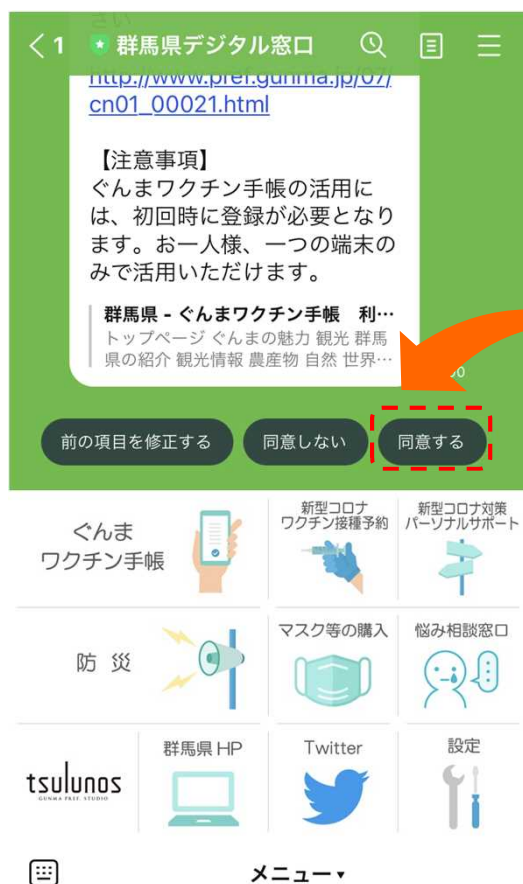 さい
< 1 群馬県デジタル窓口
http://www.pref.gunma.jp/07/
cn01_00021.html
【注意事項】
ぐんまワクチン手帳の活用に
は、初回時に登録が必要となり
ます。お一人様、一つの端末の
みで活用いただけます。
群馬県 - ぐんまワクチン手帳 利…
トップページ ぐんまの魅力 観光 群馬
県の紹介 観光情報 農産物 自然 世界…
前の項目を修正する 同意しない 同意する
ぐんま
ワクチン手帳
新型コロナ
ワクチン接種予約
新型コロナ対策
パーソナルサポート
防 災
マスク等の購入
悩み相談窓口
tsulunos
GUNMA PREF. STUDIO
群馬県 HP
Twitter
設定
メニュー▾